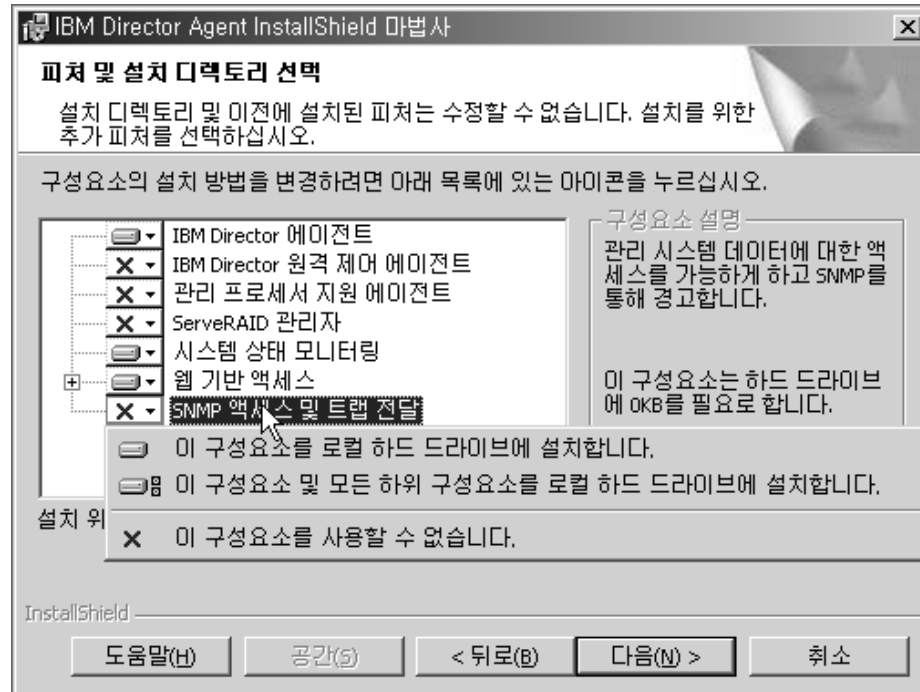 IBM Director Agent InstallShield 마법사
피처 및 설치 디렉토리 선택
설치 디렉토리 및 이전에 설치된 피처는 수정할 수 없습니다. 설치를 위한
추가 피처를 선택하십시오.
구성요소의 설치 방법을 변경하려면 아래 목록에 있는 아이콘을 누르십시오.
IBM Director 에이전트
IBM Director 원격 제어 에이전트
관리 프로세서 지원 에이전트
ServeRAID 관리자
시스템 상태 모니터링
웹 기반 액세스
SNMP 액세스 및 트랩 전달
구성요소 설명
관리 시스템 데이터에 대한 액
세스를 가능하게 하고 SNMP를
통해 경고합니다.
이 구성요소는 하드 드라이브
에 0KB를 필요로 합니다.
이 구성요소를 로컬 하드 드라이브에 설치합니다.
이 구성요소 및 모든 하위 구성요소를 로컬 하드 드라이브에 설치합니다.
이 구성요소를 사용할 수 없습니다.
설치 위
InstallShield
도움말(H)
공간(S)
< 뒤로(B)
다음(N) >
취소